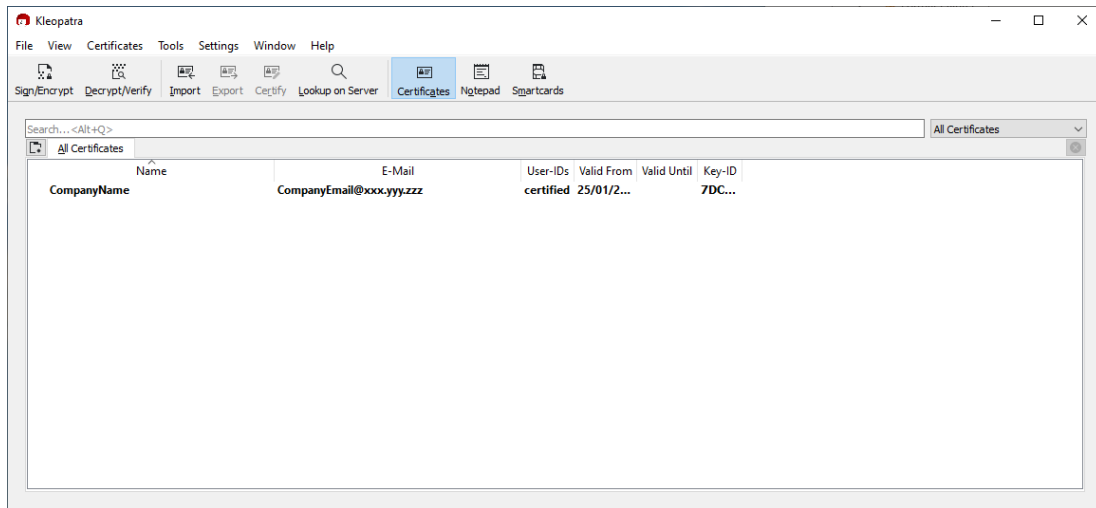 Kleopatra
File View Certificates Tools Settings Window Help
Sign/Encrypt Decrypt/Verify Import Export Certify Lookup on Server Certificates Notepad Smartcards
Search...<Alt+Q> All Certificates
All Certificates
Name E-Mail User-IDs Valid From Valid Until Key-ID
CompanyName CompanyEmail@xxx.yyy.zzz certified 25/01/2... 7DC...